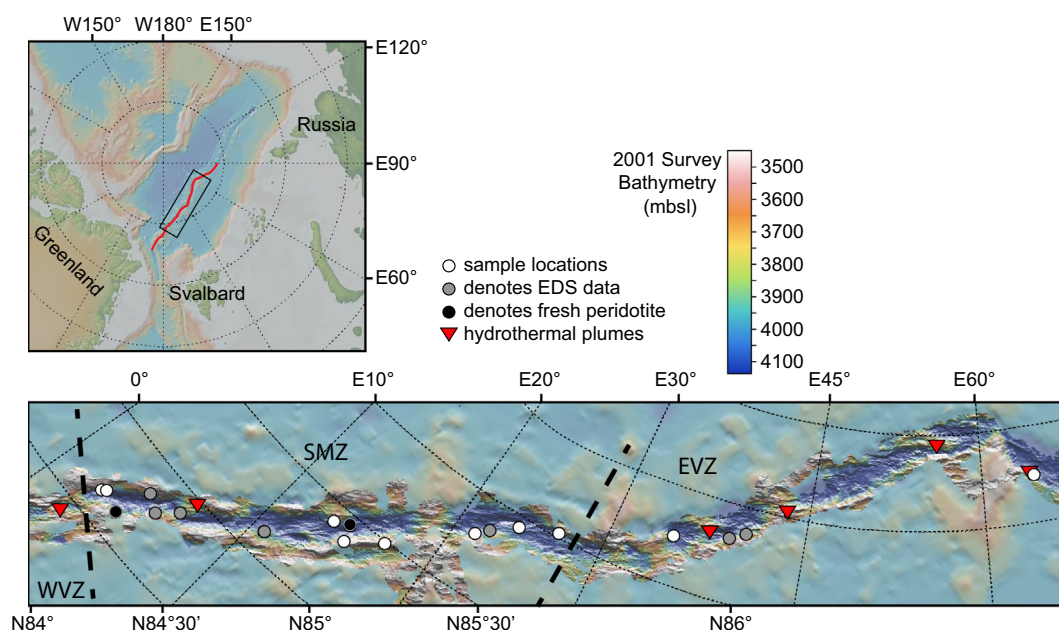 W150° W180° E150°
E120°
Russia
E90°
Greenland
Svalbard
E60°
2001 Survey
Bathymetry
(mbsl)
3500
3600
3700
3800
3900
4000
4100
sample locations
denotes EDS data
denotes fresh peridotite
hydrothermal plumes
0° E10° E20° E30° E45° E60°
SMZ
EVZ
WVZ
N84° N84°30' N85° N85°30' N86°